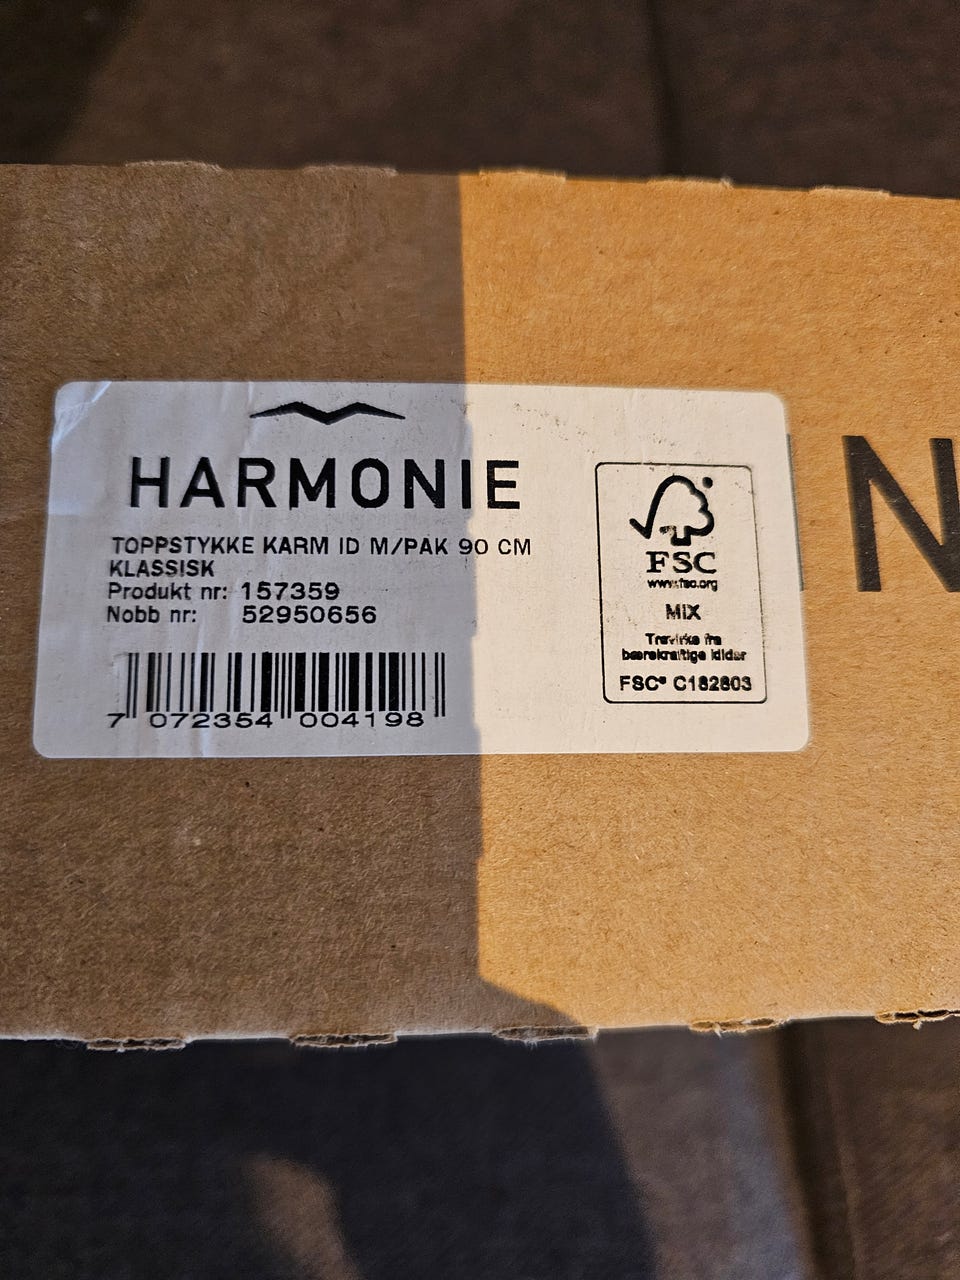 HARMONIE
TOPPSTYKKE KARM ID M/PAK 90 CM
KLASSISK
Produkt nr: 157359
Nobb nr: 52950656
7 072354 004198
FSC
www.fsc.org
MIX
Trevirke fra
bærekraftige kilder
FSC® C182803
N